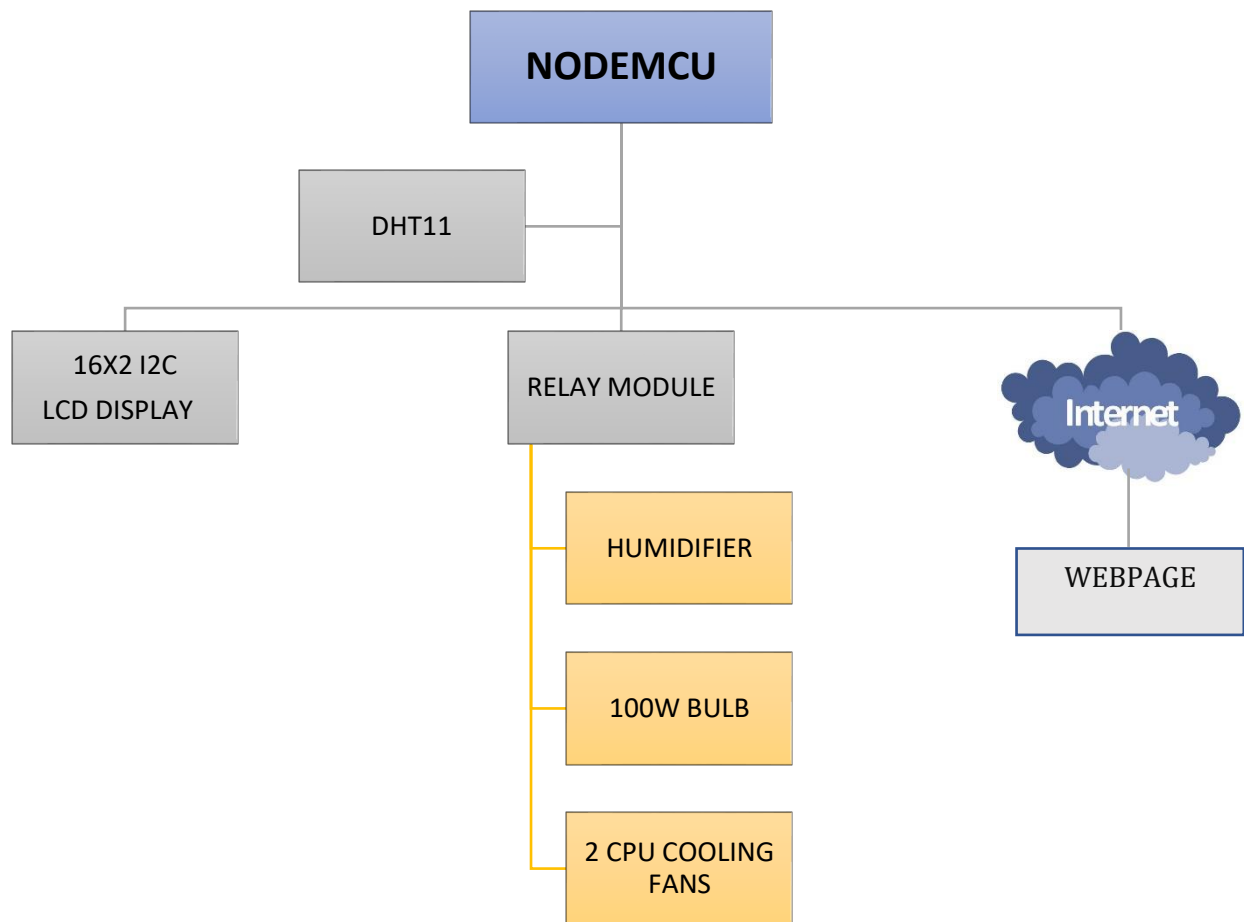 NODEMCU
DHT11
16X2 I2C
LCD DISPLAY
RELAY MODULE
Internet
HUMIDIFIER
WEBPAGE
100W BULB
2 CPU COOLING
FANS